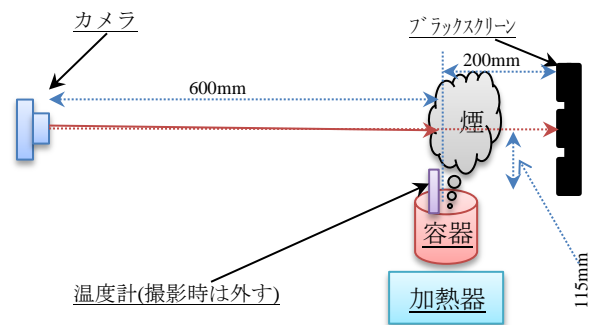 カメラ
ﾌﾞﾗｯｸｽｸﾘｰﾝ
200mm
600mm
煙
容器
115mm
温度計(撮影時は外す)
加熱器